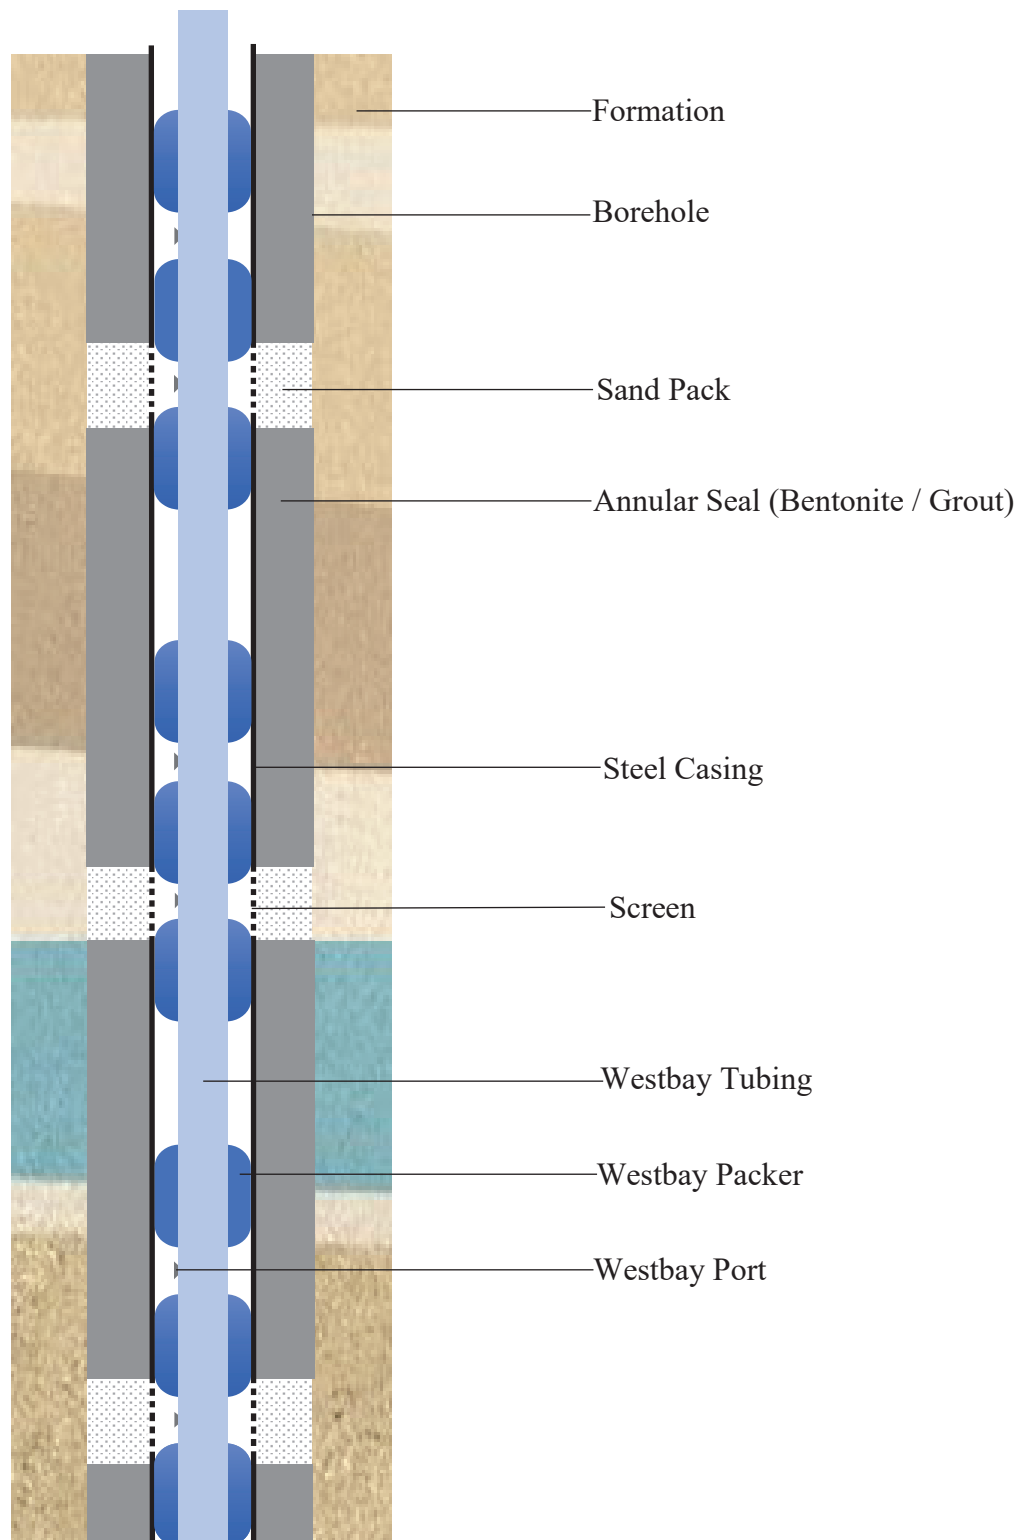 Formation
Borehole
Sand Pack
Annular Seal (Bentonite / Grout)
Steel Casing
Screen
Westbay Tubing
Westbay Packer
Westbay Port